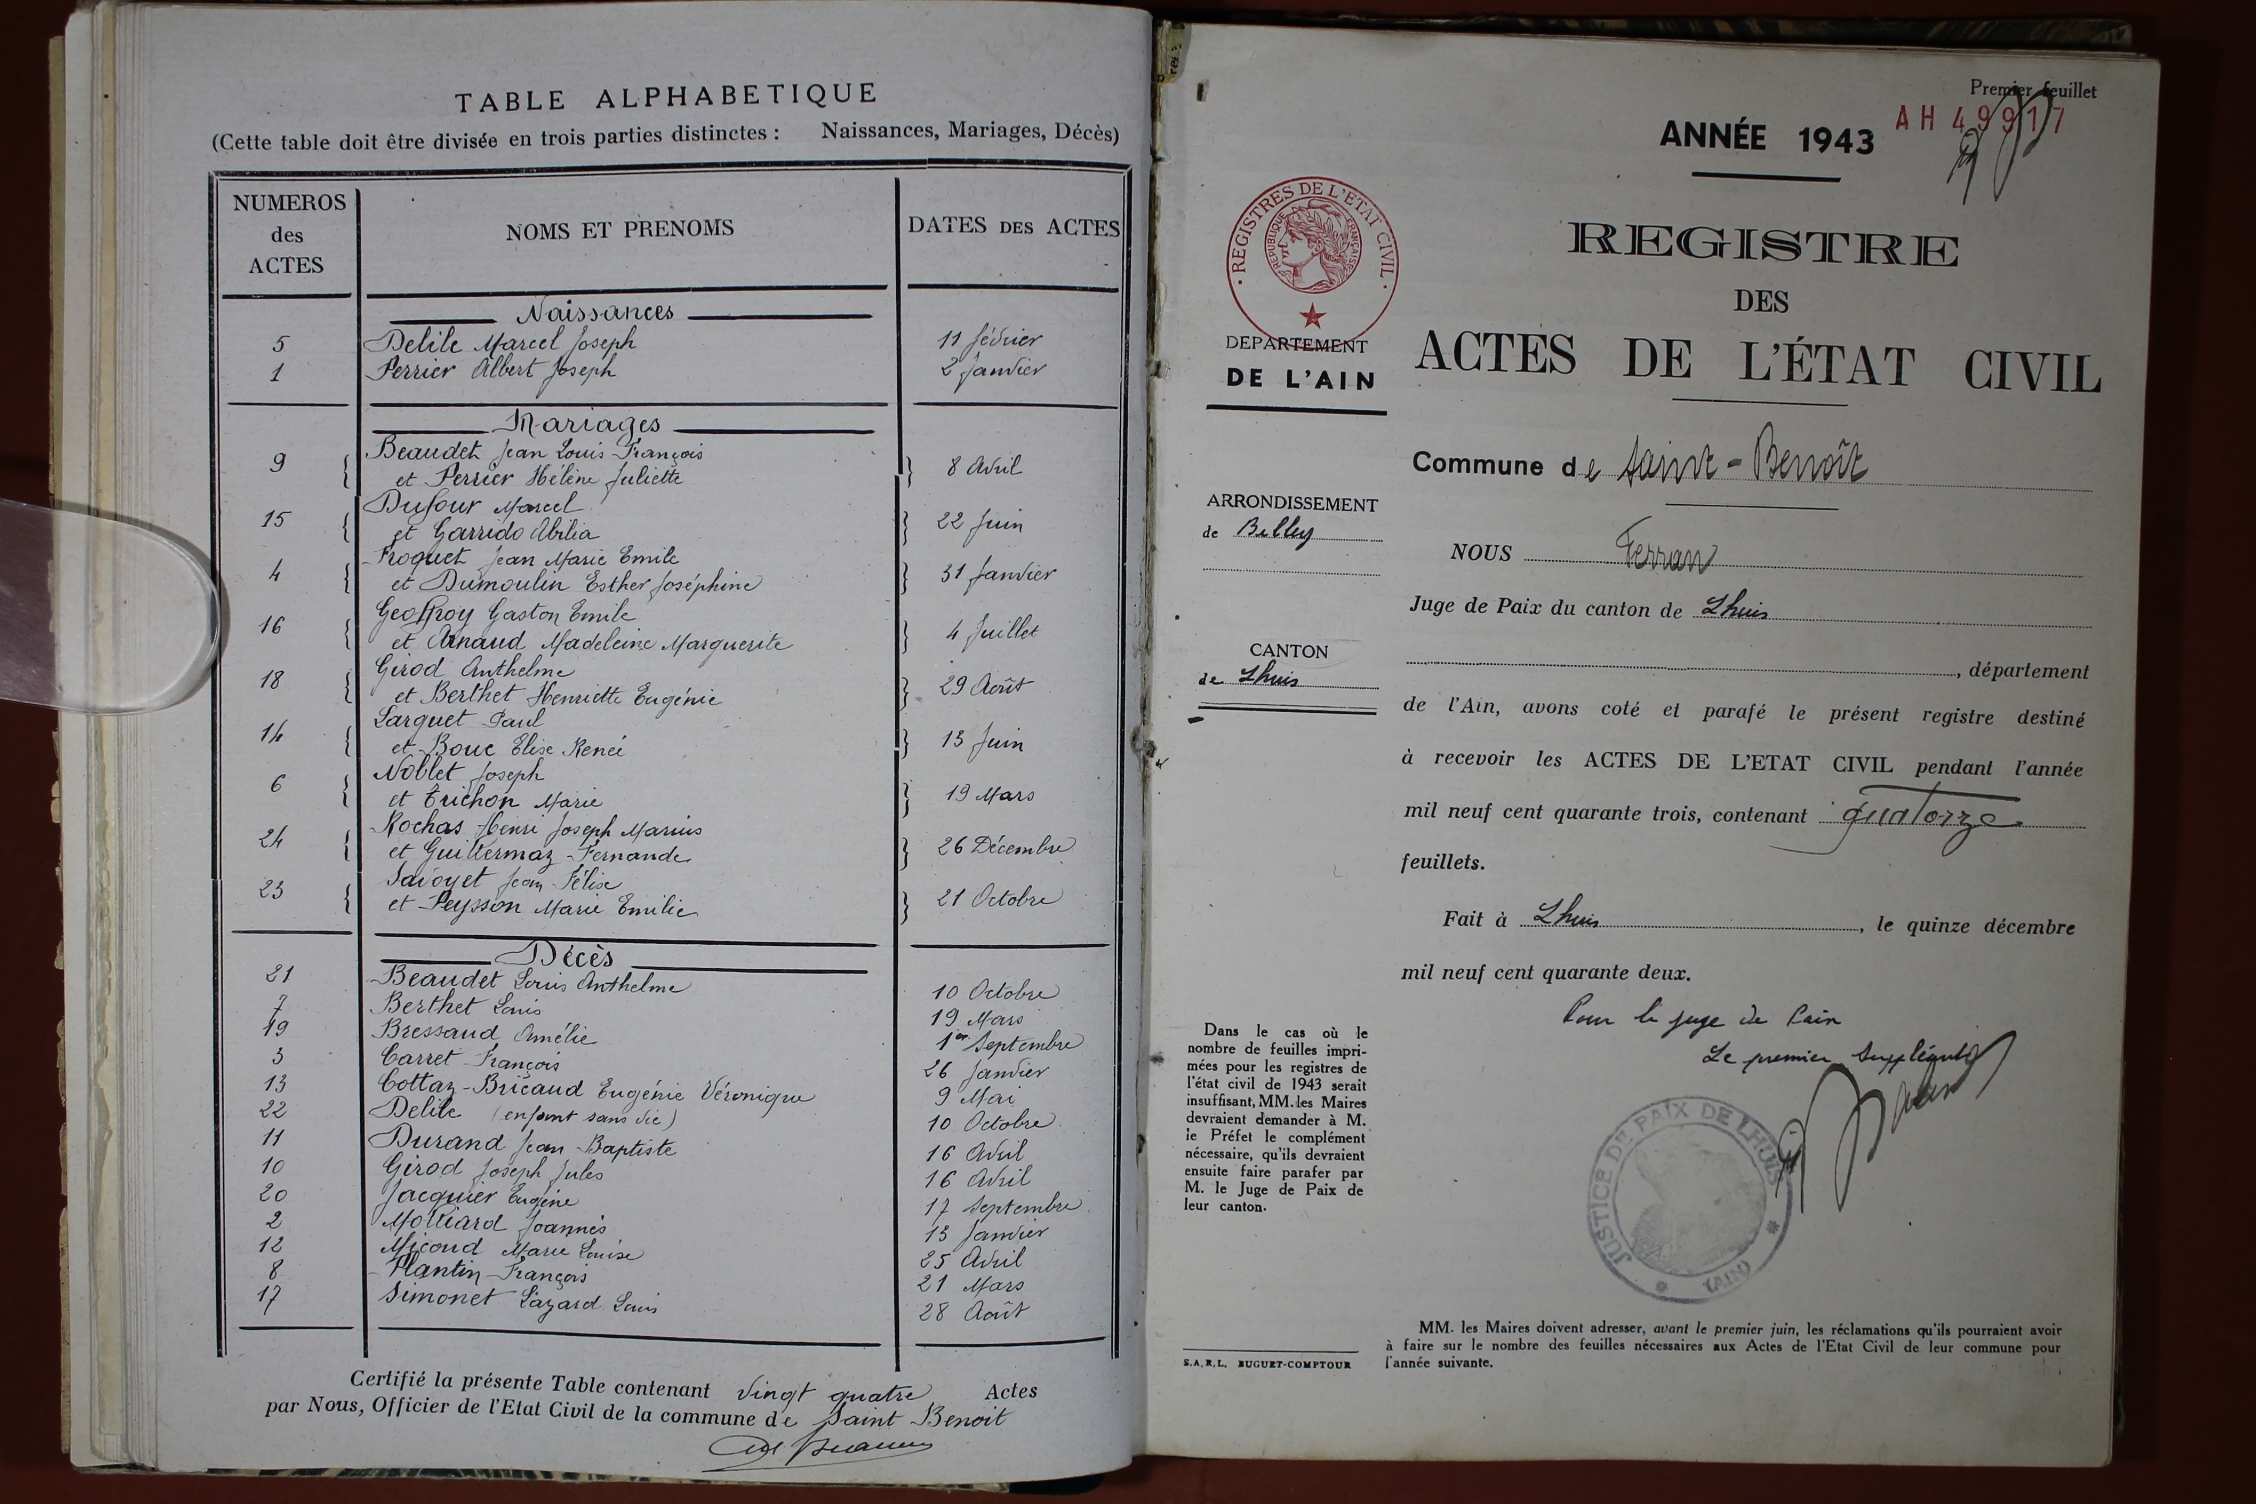 TABLE ALPHABETIQUE
(Cette table doit être divisée en trois parties distinctes : Naissances, Mariages, Décès)
NUMEROS des ACTES NOMS ET PRENOMS DATES DES ACTES
Naissances
5 Delile Marcel Joseph 11 février
1 Perrier Albert Joseph 2 Janvier
Mariages
9 { Beaudet Jean Louis François
et Perrier Hélène Juliette } 8 Avril
15 { Dufour Marcel
et Garrido Abilia } 22 Juin
4 { Froquet Jean Marie Emile
et Dumoulin Esther Joséphine } 31 Janvier
16 { Geoffroy Gaston Emile
et Arnaud Madeleine Marguerite } 4 Juillet
18 { Girod Anthelme
et Berthet Henriette Eugénie } 29 Août
14 { Larguet Paul
et Bouc Elise Renée } 13 Juin
6 { Noblet Joseph
et Trichon Marie } 19 Mars
24 { Rochas Henri Joseph Marius
et Guillermaz Fernande } 26 Décembre
23 { Savoyet Jean Félise
et Peysson Marie Emilie } 21 Octobre
Décès
21 Beaudet Louis Anthelme 10 Octobre
7 Berthet Louis 19 Mars
19 Bressaud Amélie 1er Septembre
3 Carret François 26 Janvier
13 Cottaz-Bricaud Eugénie Véronique 9 Mai
22 Delile (enfant sans vie) 10 Octobre
11 Durand Jean-Baptiste 16 Avril
10 Girod Joseph Jules 16 Avril
20 Jacquier Eugène 17 Septembre
2 Molliard Joannès 13 Janvier
12 Micoud Marie Louise 25 Avril
8 Plantin François 21 Mars
17 Simonet Lazard Louis 28 Août
Certifié la présente Table contenant Vingt quatre Actes
par Nous, Officier de l'Etat Civil de la commune de Saint Benoit
Premier feuillet
AH 49917
ANNÉE 1943
REGISTRES DE L'ETAT CIVIL
REPUBLIQUE FRANÇAISE
REGISTRE
DES
ACTES DE L'ÉTAT CIVIL
DEPARTEMENT
DE L'AIN
Commune de Saint-Benoît
ARRONDISSEMENT
de Belley
NOUS Ferran
Juge de Paix du canton de Lhuis
CANTON
de Lhuis
, département
de l'Ain, avons coté et parafé le présent registre destiné
à recevoir les ACTES DE L'ETAT CIVIL pendant l'année
mil neuf cent quarante trois, contenant quatorze
feuillets.
Fait à Lhuis, le quinze décembre
mil neuf cent quarante deux.
Pour le juge de Paix
Le premier Suppléant
Dans le cas où le
nombre de feuilles impri-
mées pour les registres de
l'état civil de 1943 serait
insuffisant, MM. les Maires
devraient demander à M.
le Préfet le complément
nécessaire, qu'ils devraient
ensuite faire parafer par
M. le Juge de Paix de
leur canton.
JUSTICE DE PAIX DE LHUIS
(AIN)
MM. les Maires doivent adresser, avant le premier juin, les réclamations qu'ils pourraient avoir
à faire sur le nombre des feuilles nécessaires aux Actes de l'Etat Civil de leur commune pour
l'année suivante.
S.A.R.L. BUGUET-COMPTOUR